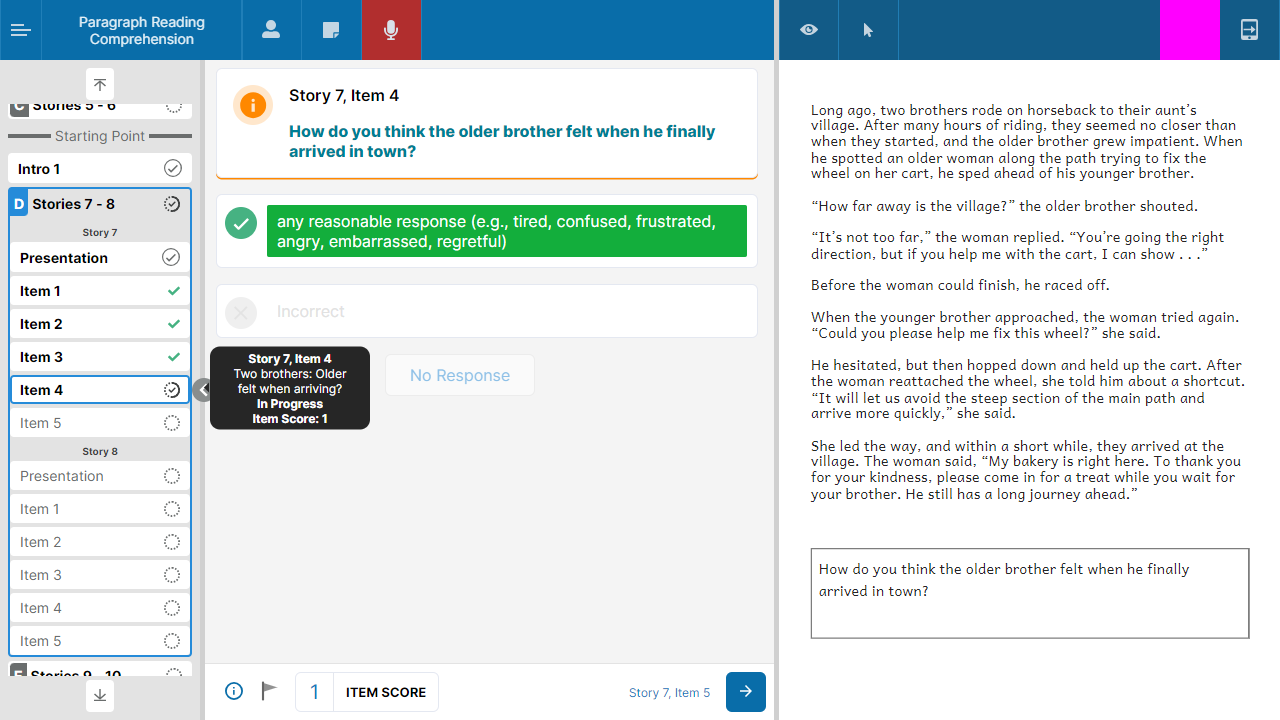 Paragraph Reading
Comprehension
Stories 5 - 6
Starting Point
Intro 1
D Stories 7 - 8
Story 7
Presentation
Item 1
Item 2
Item 3
Item 4
Item 5
Story 8
Presentation
Item 1
Item 2
Item 3
Item 4
Item 5
Stories 9 - 10
Story 7, Item 4
How do you think the older brother felt when he finally
arrived in town?
any reasonable response (e.g., tired, confused, frustrated,
angry, embarrassed, regretful)
Incorrect
Story 7, Item 4
Two brothers: Older
felt when arriving?
In Progress
Item Score: 1
No Response
1 ITEM SCORE
Story 7, Item 5
Long ago, two brothers rode on horseback to their aunt's
village. After many hours of riding, they seemed no closer than
when they started, and the older brother grew impatient. When
he spotted an older woman along the path trying to fix the
wheel on her cart, he sped ahead of his younger brother.
“How far away is the village?” the older brother shouted.
“It's not too far,” the woman replied. “You're going the right
direction, but if you help me with the cart, I can show . . .”
Before the woman could finish, he raced off.
When the younger brother approached, the woman tried again.
“Could you please help me fix this wheel?” she said.
He hesitated, but then hopped down and held up the cart. After
the woman reattached the wheel, she told him about a shortcut.
“It will let us avoid the steep section of the main path and
arrive more quickly,” she said.
She led the way, and within a short while, they arrived at the
village. The woman said, “My bakery is right here. To thank you
for your kindness, please come in for a treat while you wait for
your brother. He still has a long journey ahead.”
How do you think the older brother felt when he finally
arrived in town?